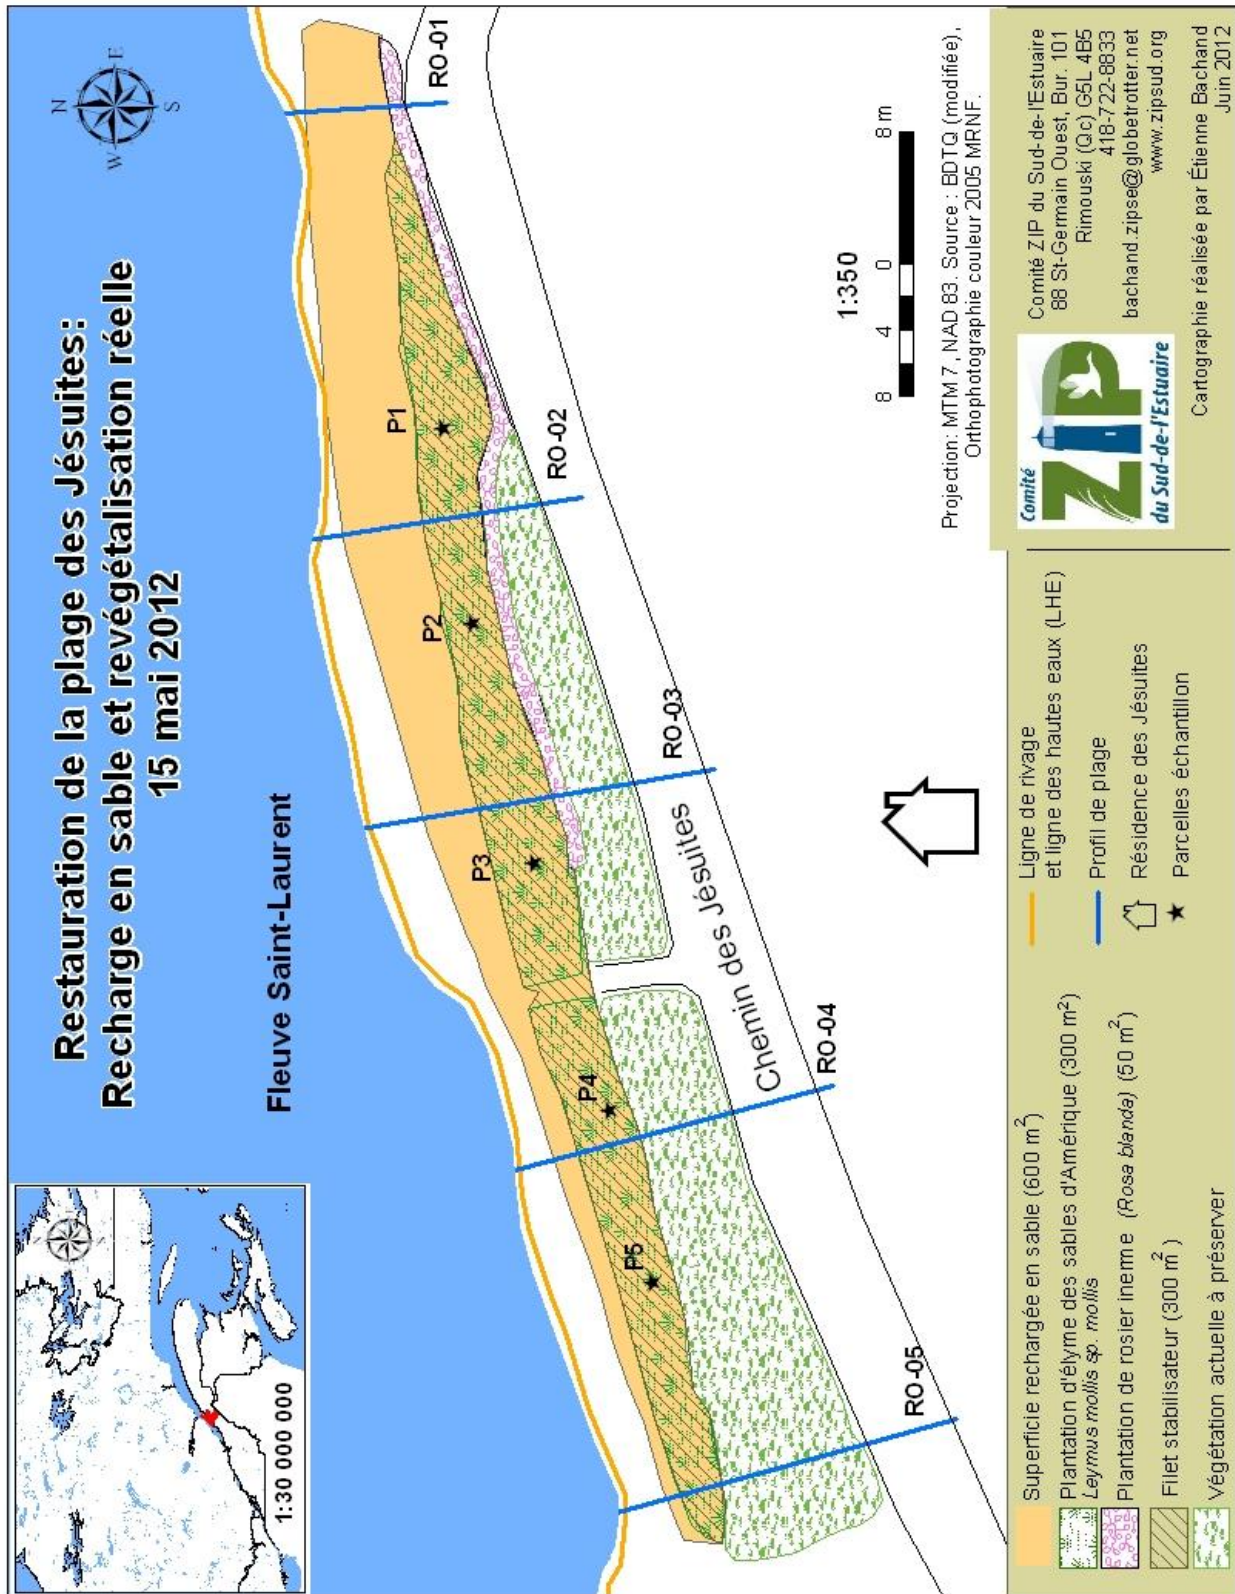 Restauration de la plage des Jésuites:
Recharge en sable et revégétalisation réelle
15 mai 2012
N
E
S
W
1:30 000 000
Fleuve Saint-Laurent
RO-01
P1
RO-02
P2
RO-03
P3
RO-04
P4
RO-05
P5
Chemin des Jésuites
1:350
8 4 0 8 m
Projection: MTM 7, NAD 83. Source : BDTQ (modifiée),
Orthophotographie couleur 2005 MRNF.
Superficie rechargée en sable (600 m²)
Plantation d'élyme des sables d'Amérique (300 m²)
Leymus mollis sp. mollis
Plantation de rosier inerme (Rosa blanda) (50 m²)
Filet stabilisateur (300 m²)
Végétation actuelle à préserver
Ligne de rivage
et ligne des hautes eaux (LHE)
Profil de plage
Résidence des Jésuites
Parcelles échantillon
Comité
ZIP
du Sud-de-l'Estuaire
Comité ZIP du Sud-de-l'Estuaire
88 St-Germain Ouest, Bur. 101
Rimouski (Qc) G5L 4B5
418-722-8833
bachand.zipse@globetrotter.net
www.zipsud.org
Cartographie réalisée par Étienne Bachand
Juin 2012